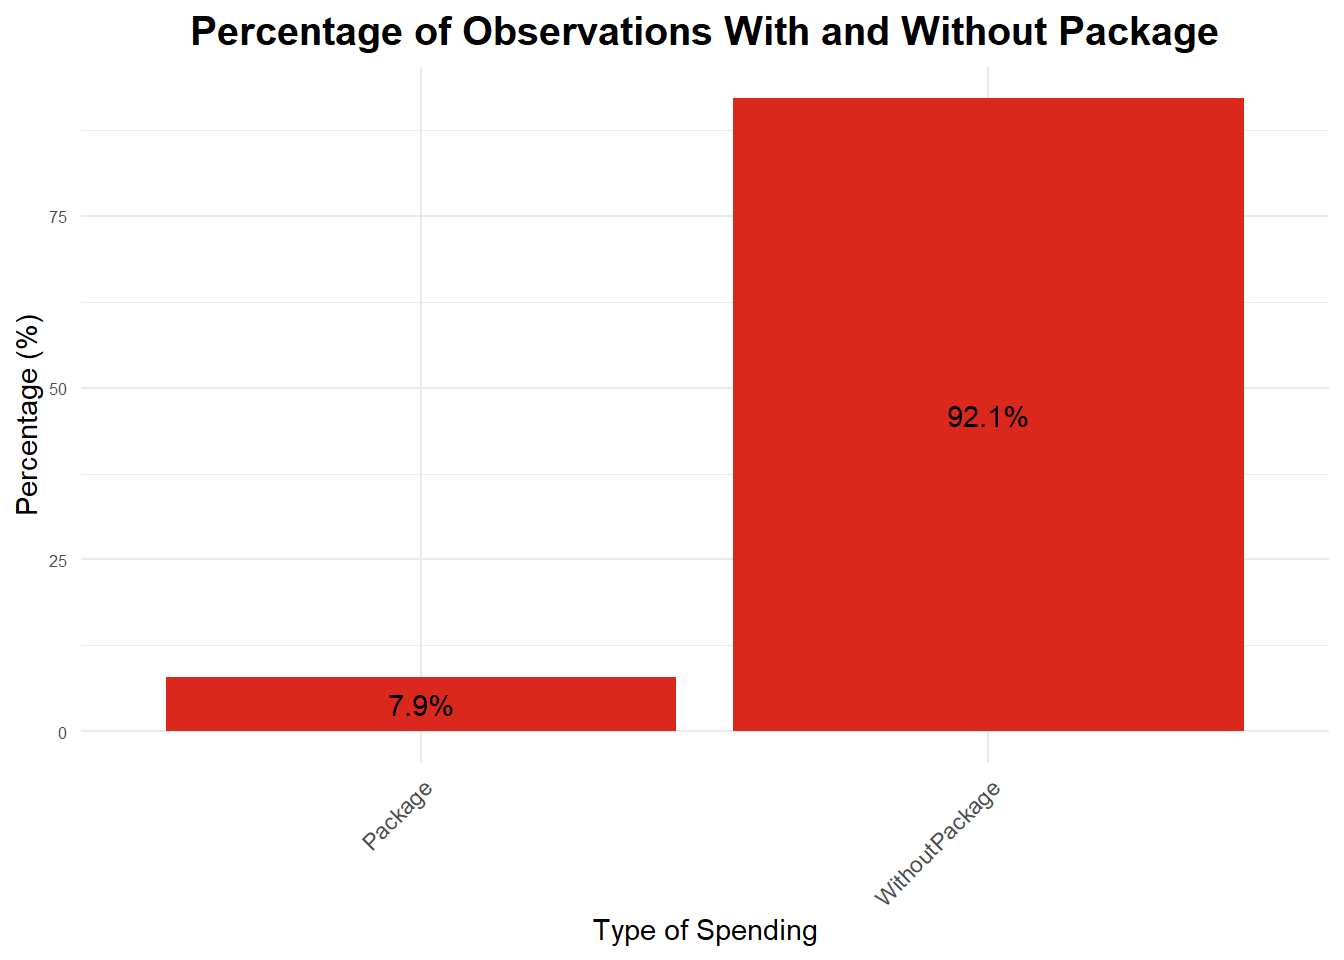 Percentage of Observations With and Without Package
Percentage (%)
75
50
25
0
92.1%
7.9%
Package
WithoutPackage
Type of Spending